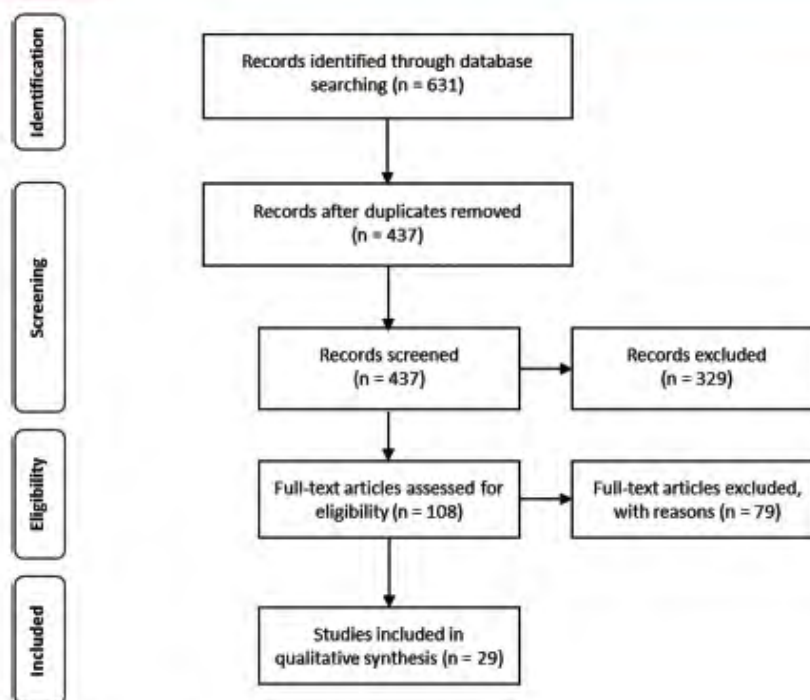 Identification
Records identified through database
searching (n = 631)
Screening
Records after duplicates removed
(n = 437)
Records screened
(n = 437)
Records excluded
(n = 329)
Eligibility
Full-text articles assessed for
eligibility (n = 108)
Full-text articles excluded,
with reasons (n = 79)
Included
Studies included in
qualitative synthesis (n = 29)